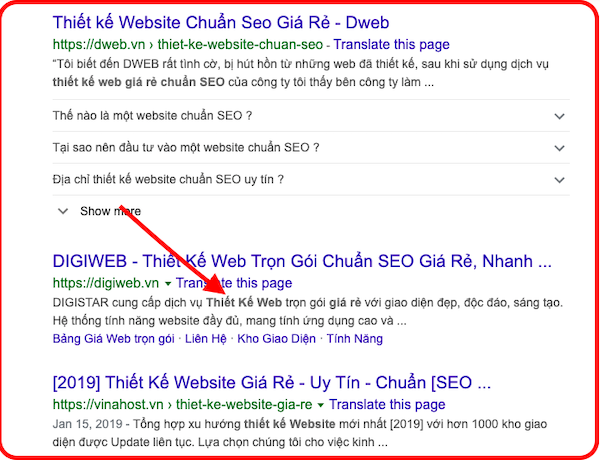 Thiết kế Website Chuẩn Seo Giá Rẻ - Dweb
https://dweb.vn › thiet-ke-website-chuan-seo - Translate this page
"Tôi biết đến DWEB rất tình cờ, bị hút hồn từ những web đã thiết kế, sau khi sử dụng dịch vụ
thiết kế web giá rẻ chuẩn SEO của công ty tôi thấy bên công ty làm ...
Thế nào là một website chuẩn SEO ?
Tại sao nên đầu tư vào một website chuẩn SEO ?
Địa chỉ thiết kế website chuẩn SEO uy tín ?
Show more
DIGIWEB - Thiết Kế Web Trọn Gói Chuẩn SEO Giá Rẻ, Nhanh ...
https://digiweb.vn Translate this page
DIGISTAR cung cấp dịch vụ Thiết Kế Web trọn gói giá rẻ với giao diện đẹp, độc đáo, sáng tạo.
Hệ thống tính năng website đầy đủ, mang tính ứng dụng cao và ...
Bảng Giá Web trọn gói · Liên Hệ · Kho Giao Diện · Tính Năng
[2019] Thiết Kế Website Giá Rẻ - Uy Tín - Chuẩn [SEO ...
https://vinahost.vn › thiet-ke-website-gia-re Translate this page
Jan 15, 2019 - Tổng hợp xu hướng thiết kế Website mới nhất [2019] với hơn 1000 kho giao
diện được Update liên tục. Lựa chọn chúng tôi cho việc kinh ...